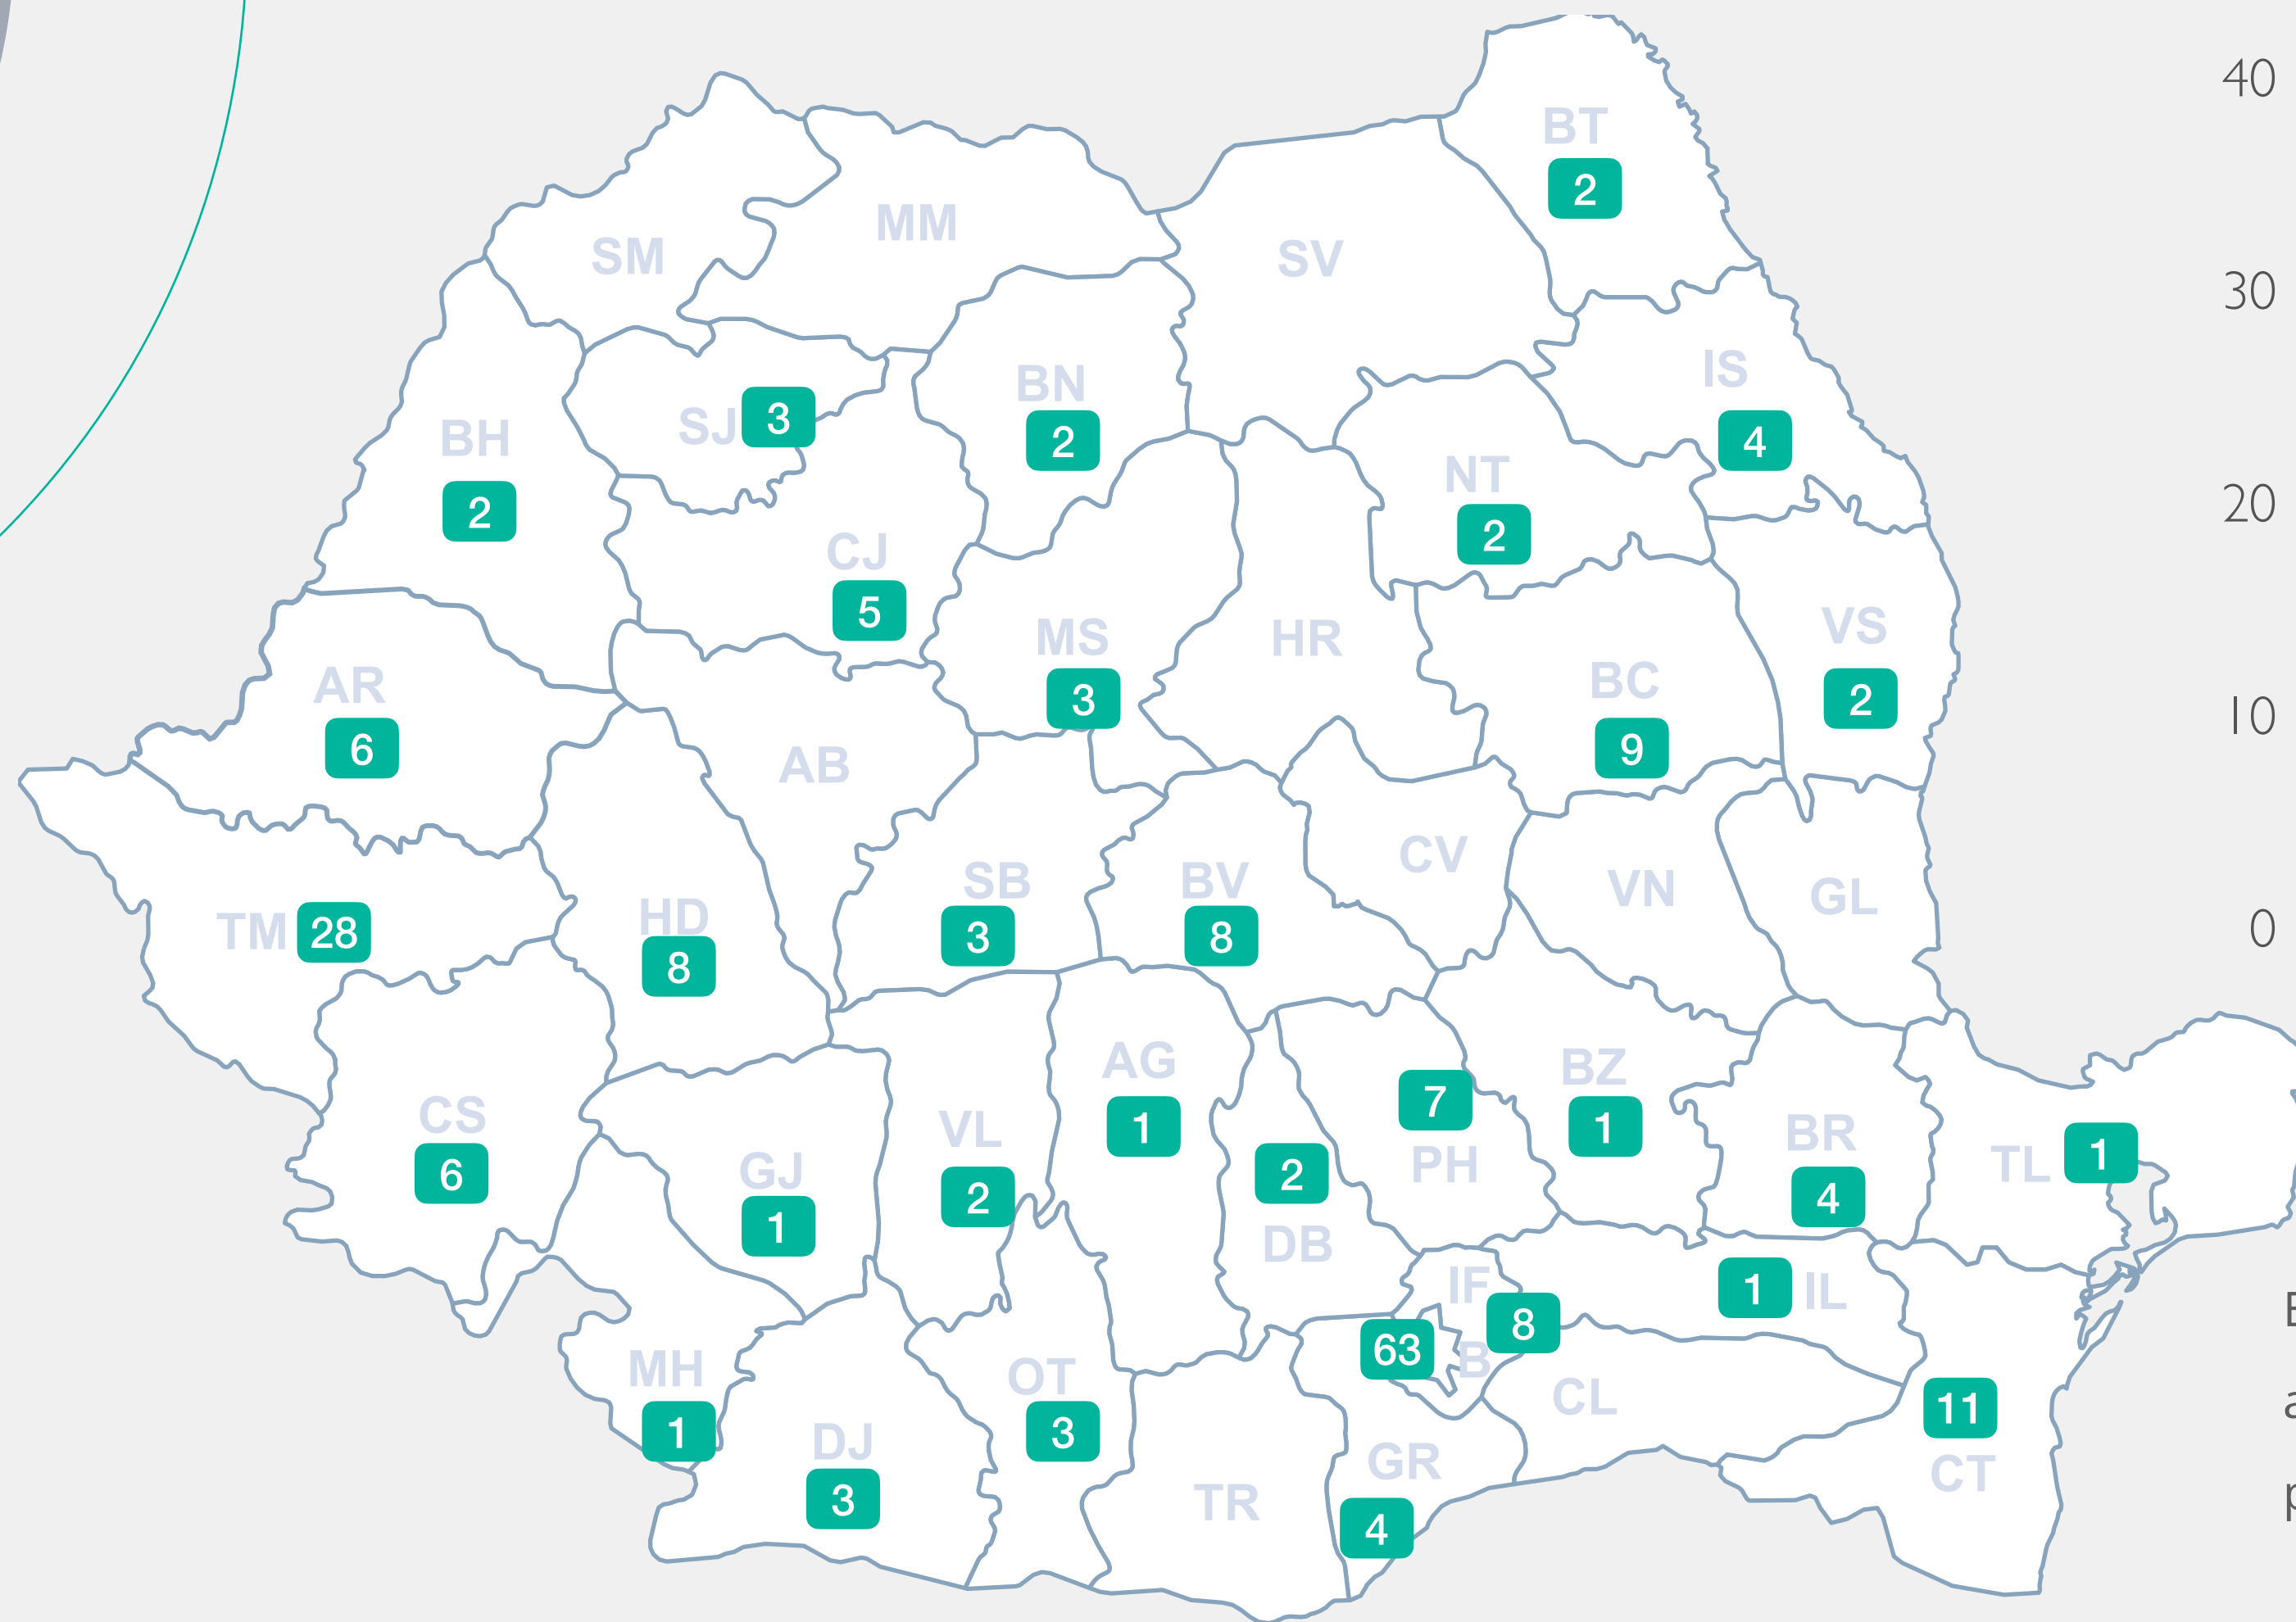 40
BT
2
MM
SM
SV
30
IS
BN
SJ 3
BH
4
2
NT
20
2
2
CJ
5
VS
MS
HR
BC
AR
3
2
10
6
9
AB
CV
SB
BV
VN
GL
TM 28
HD
3
8
0
8
AG
BZ
7
CS
VL
1
1
BR
TL 1
6
GJ
2
2
PH
4
1
DB
IF
1 IL
8
63
B
MH
OT
CL
11
1
3
DJ
GR
CT
3
TR
4